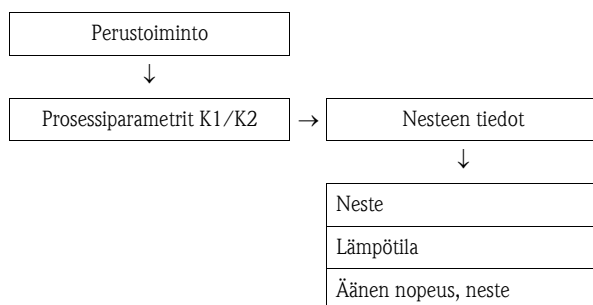 Perustoiminto
↓
Prosessiparametrit K1/K2 → Nesteen tiedot
↓
Neste
Lämpötila
Äänen nopeus, neste